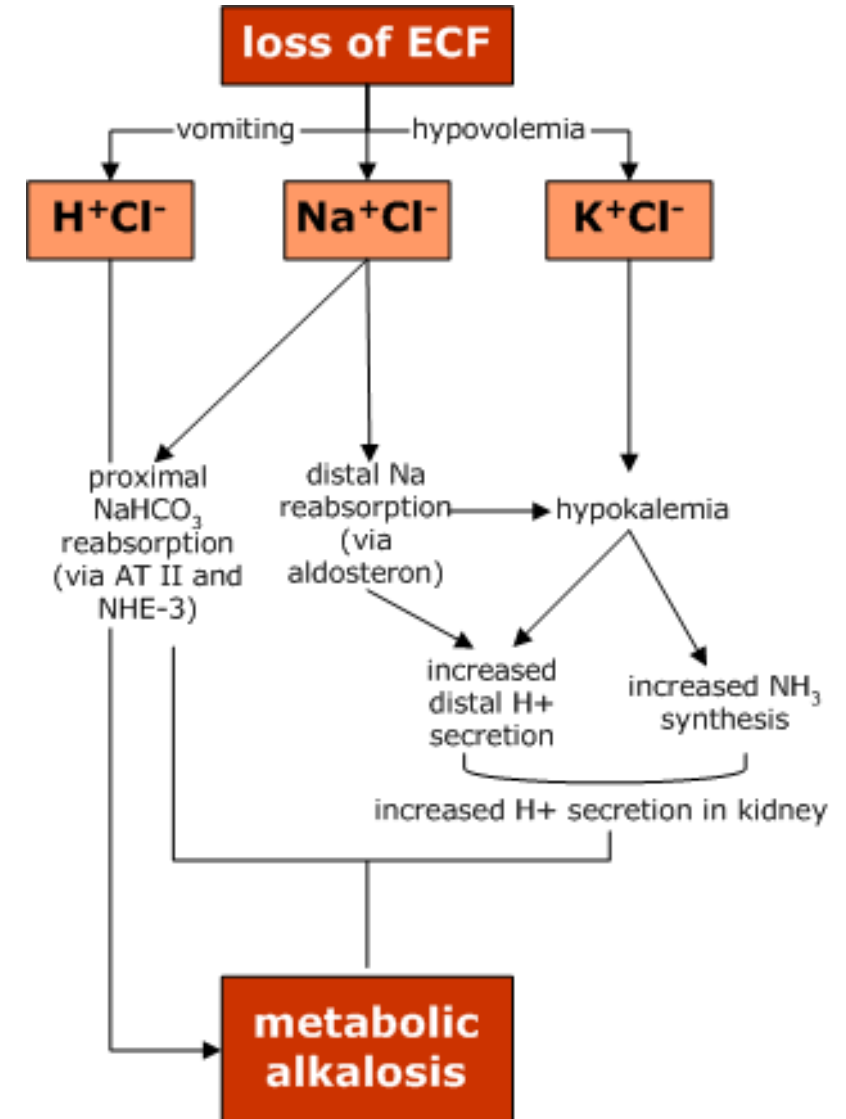 loss of ECF
vomiting
hypovolemia
H⁺Cl⁻
Na⁺Cl⁻
K⁺Cl⁻
proximal
NaHCO₃
reabsorption
(via AT II and
NHE-3)
distal Na
reabsorption
(via
aldosteron)
hypokalemia
increased
distal H+
secretion
increased NH₃
synthesis
increased H+ secretion in kidney
metabolic
alkalosis